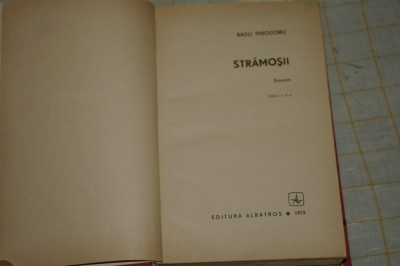 RADU THEODORU
STRĂMOȘII
EDITURA ALBATROS ● 1973